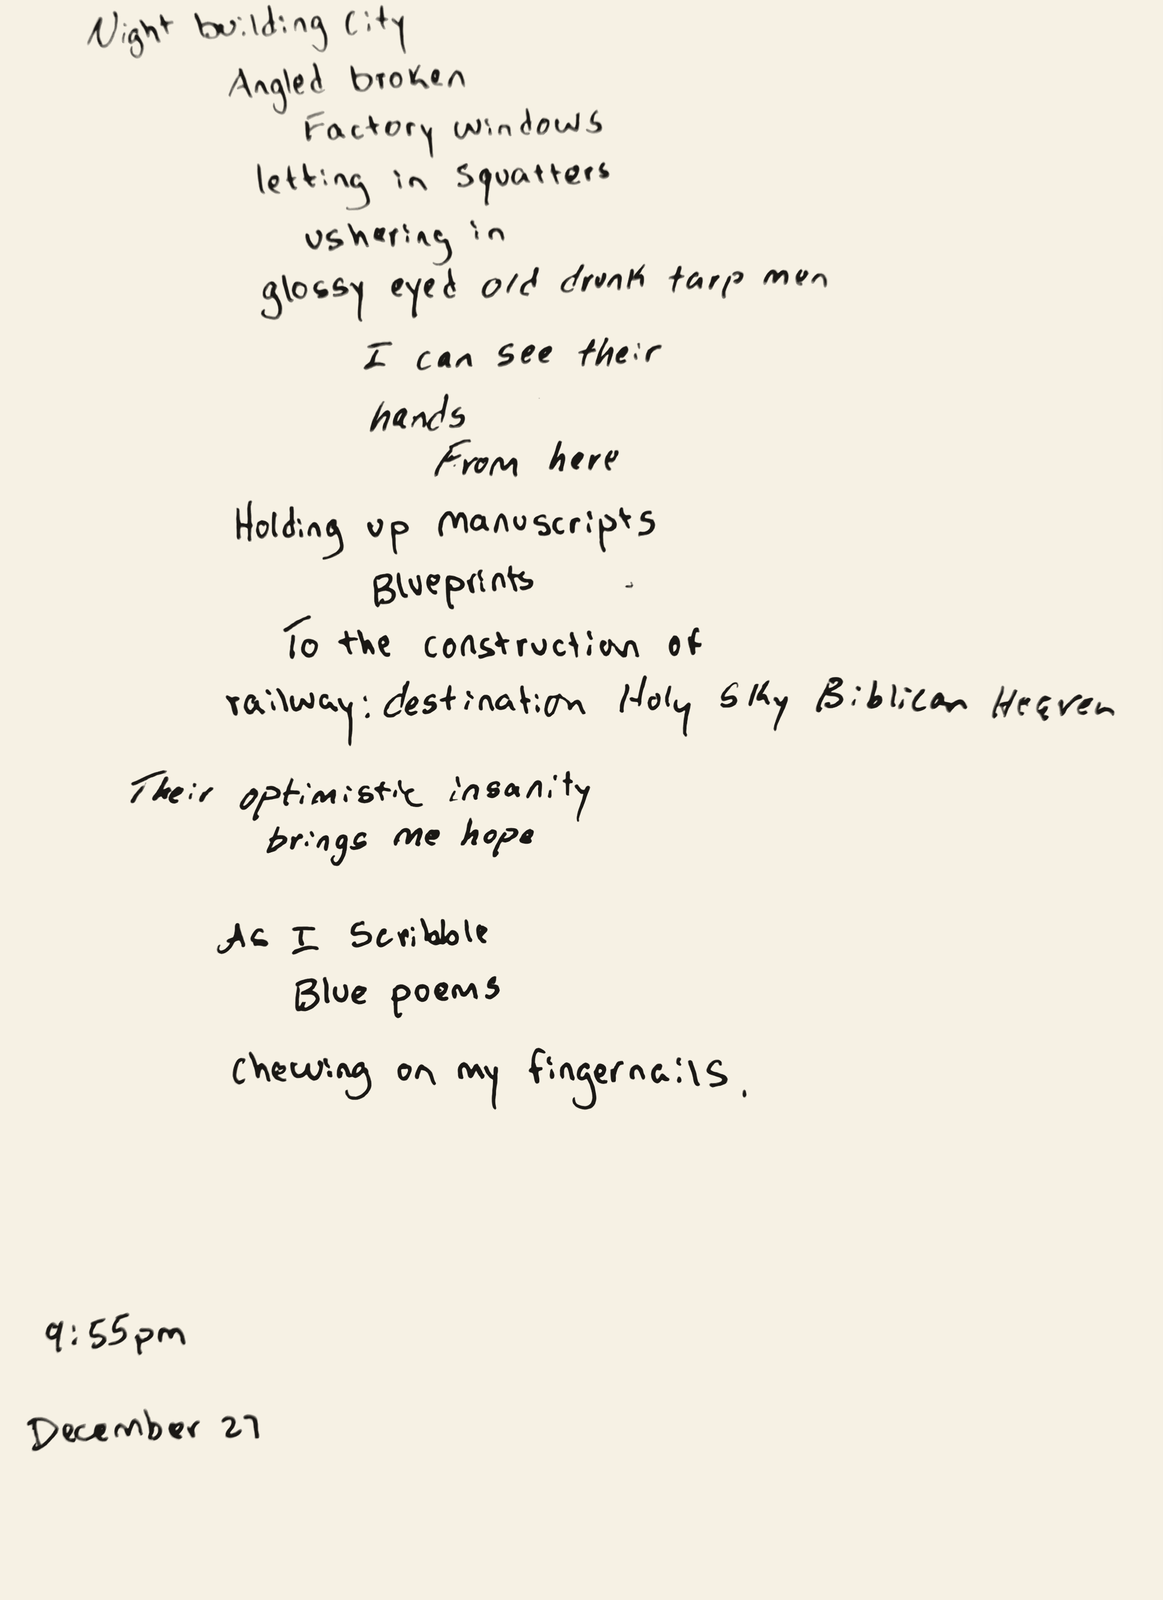 Night building City
Angled broken
Factory windows
letting in Squatters
ushering in
glossy eyed old drunk tarp men
I can see their
hands
From here
Holding up manuscripts
Blueprints
To the construction of
railway: destination Holy Sky Biblican Heaven
Their optimistic insanity
brings me hope
As I Scribble
Blue poems
Chewing on my fingernails.
9:55pm
December 27